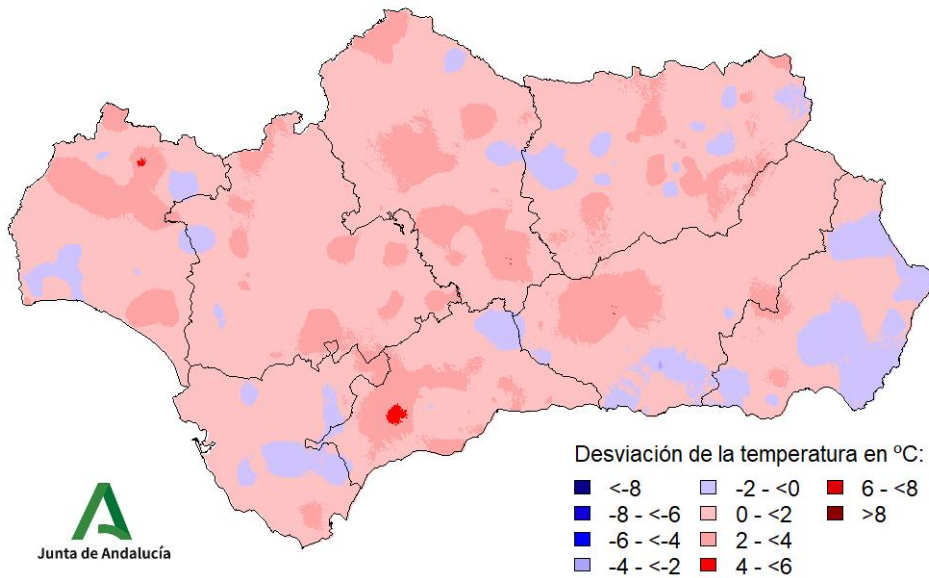 Desviación de la temperatura en ºC:
<-8 -2 - <0 6 - <8
-8 - <-6 0 - <2 >8
-6 - <-4 2 - <4
-4 - <-2 4 - <6
Junta de Andalucía